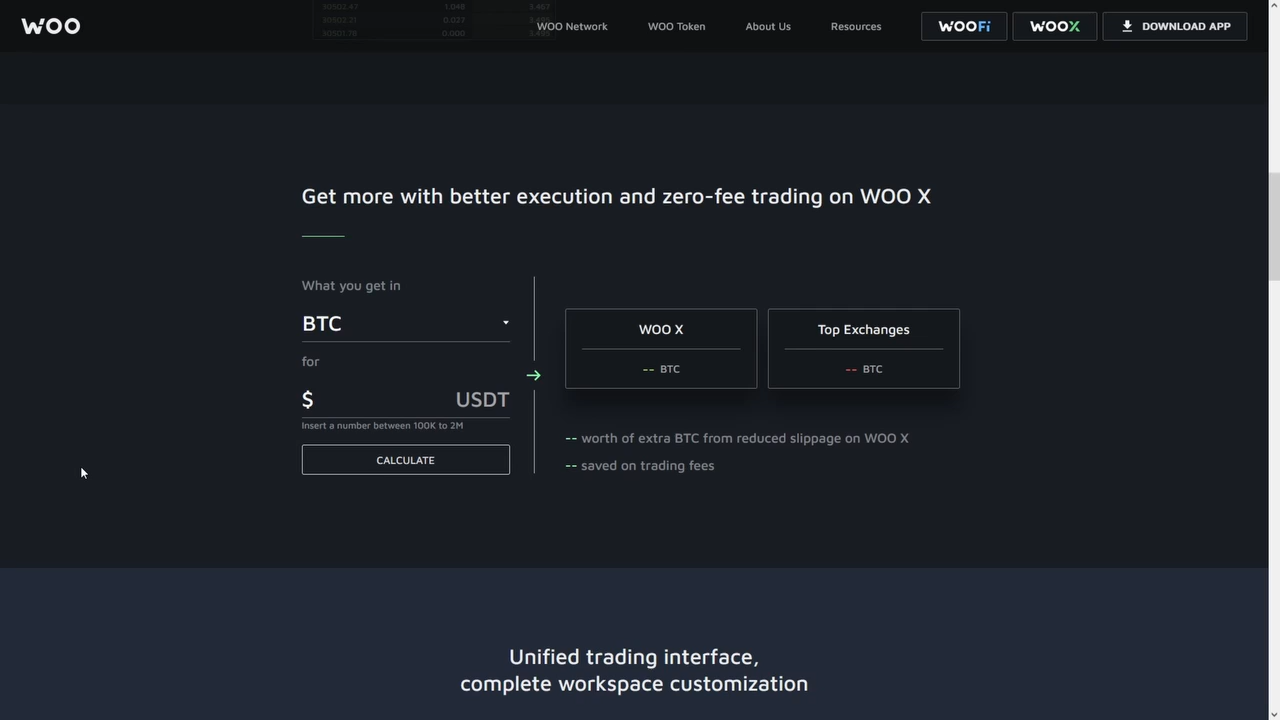 WOO
WOO Network
WOO Token
About Us
Resources
WOOFi
WOOX
DOWNLOAD APP
Get more with better execution and zero-fee trading on WOO X
What you get in
BTC
for
$ USDT
Insert a number between 100K to 2M
CALCULATE
WOO X
-- BTC
Top Exchanges
-- BTC
-- worth of extra BTC from reduced slippage on WOO X
-- saved on trading fees
Unified trading interface,
complete workspace customization